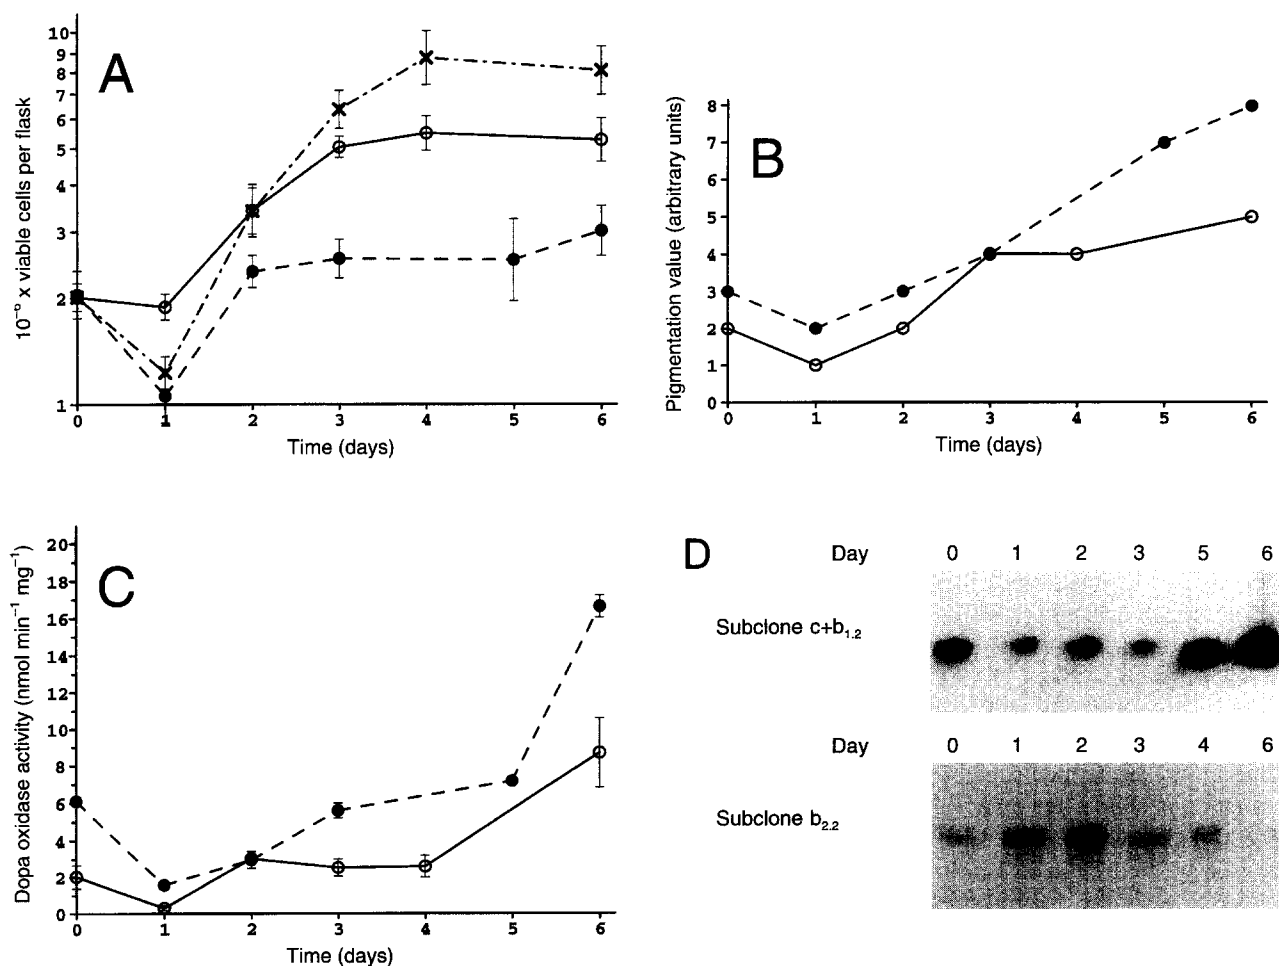 A
10
9
8
7
6
5
4
3
2
1
10⁻⁶ x viable cells per flask
0 1 2 3 4 5 6
Time (days)
B
8
7
6
5
4
3
2
1
0
Pigmentation value (arbitrary units)
0 1 2 3 4 5 6
Time (days)
C
20
18
16
14
12
10
8
6
4
2
0
Dopa oxidase activity (nmol min⁻¹ mg⁻¹)
0 1 2 3 4 5 6
Time (days)
D
Day 0 1 2 3 5 6
Subclone c+b₁.₂
Day 0 1 2 3 4 6
Subclone b₂.₂